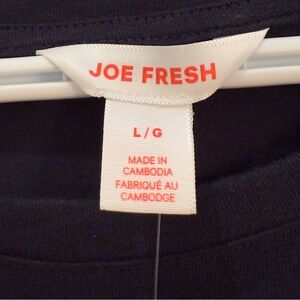 JOE FRESH
L / G
MADE IN
CAMBODIA
FABRIQUÉ AU
CAMBODGE